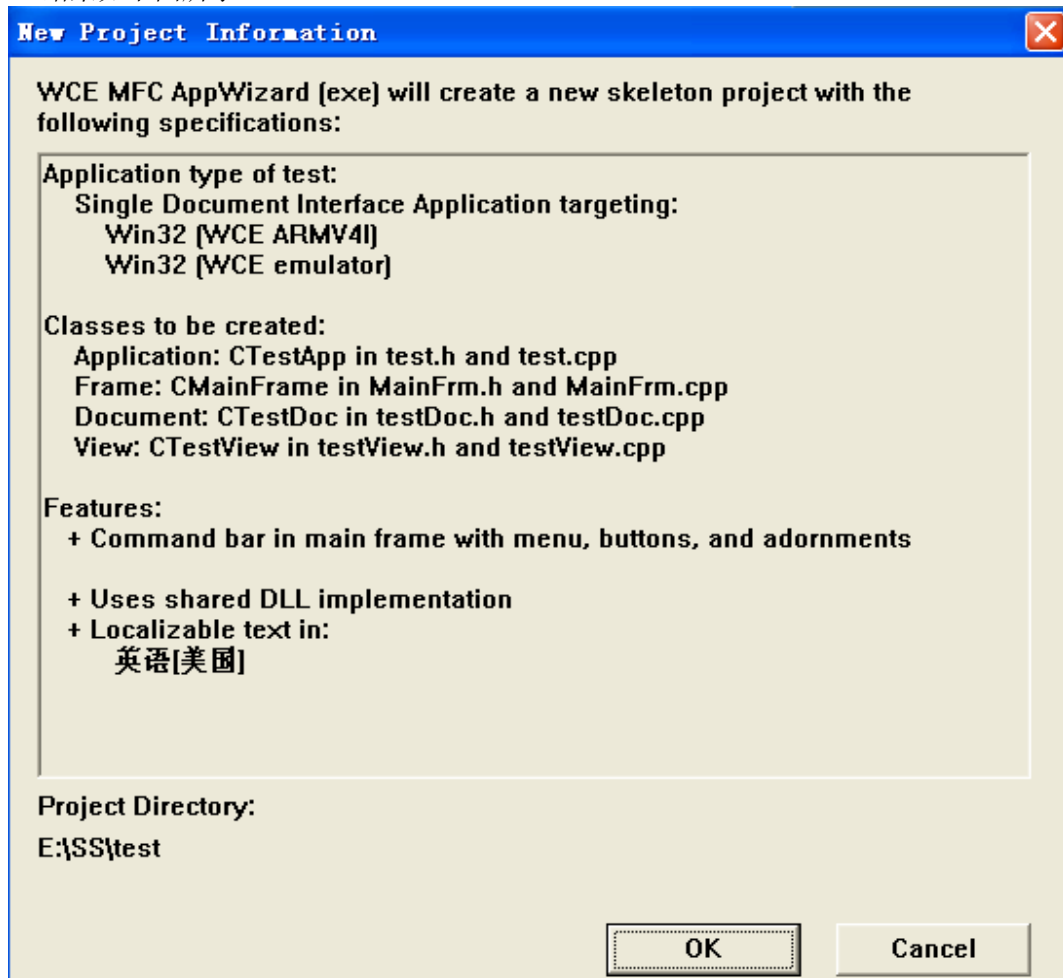 New Project Information
WCE MFC AppWizard (exe) will create a new skeleton project with the
following specifications:
Application type of test:
Single Document Interface Application targeting:
Win32 (WCE ARMV4I)
Win32 (WCE emulator)
Classes to be created:
Application: CTestApp in test.h and test.cpp
Frame: CMainFrame in MainFrm.h and MainFrm.cpp
Document: CTestDoc in testDoc.h and testDoc.cpp
View: CTestView in testView.h and testView.cpp
Features:
+ Command bar in main frame with menu, buttons, and adornments
+ Uses shared DLL implementation
+ Localizable text in:
英语[美国]
Project Directory:
E:\SS\test
OK
Cancel